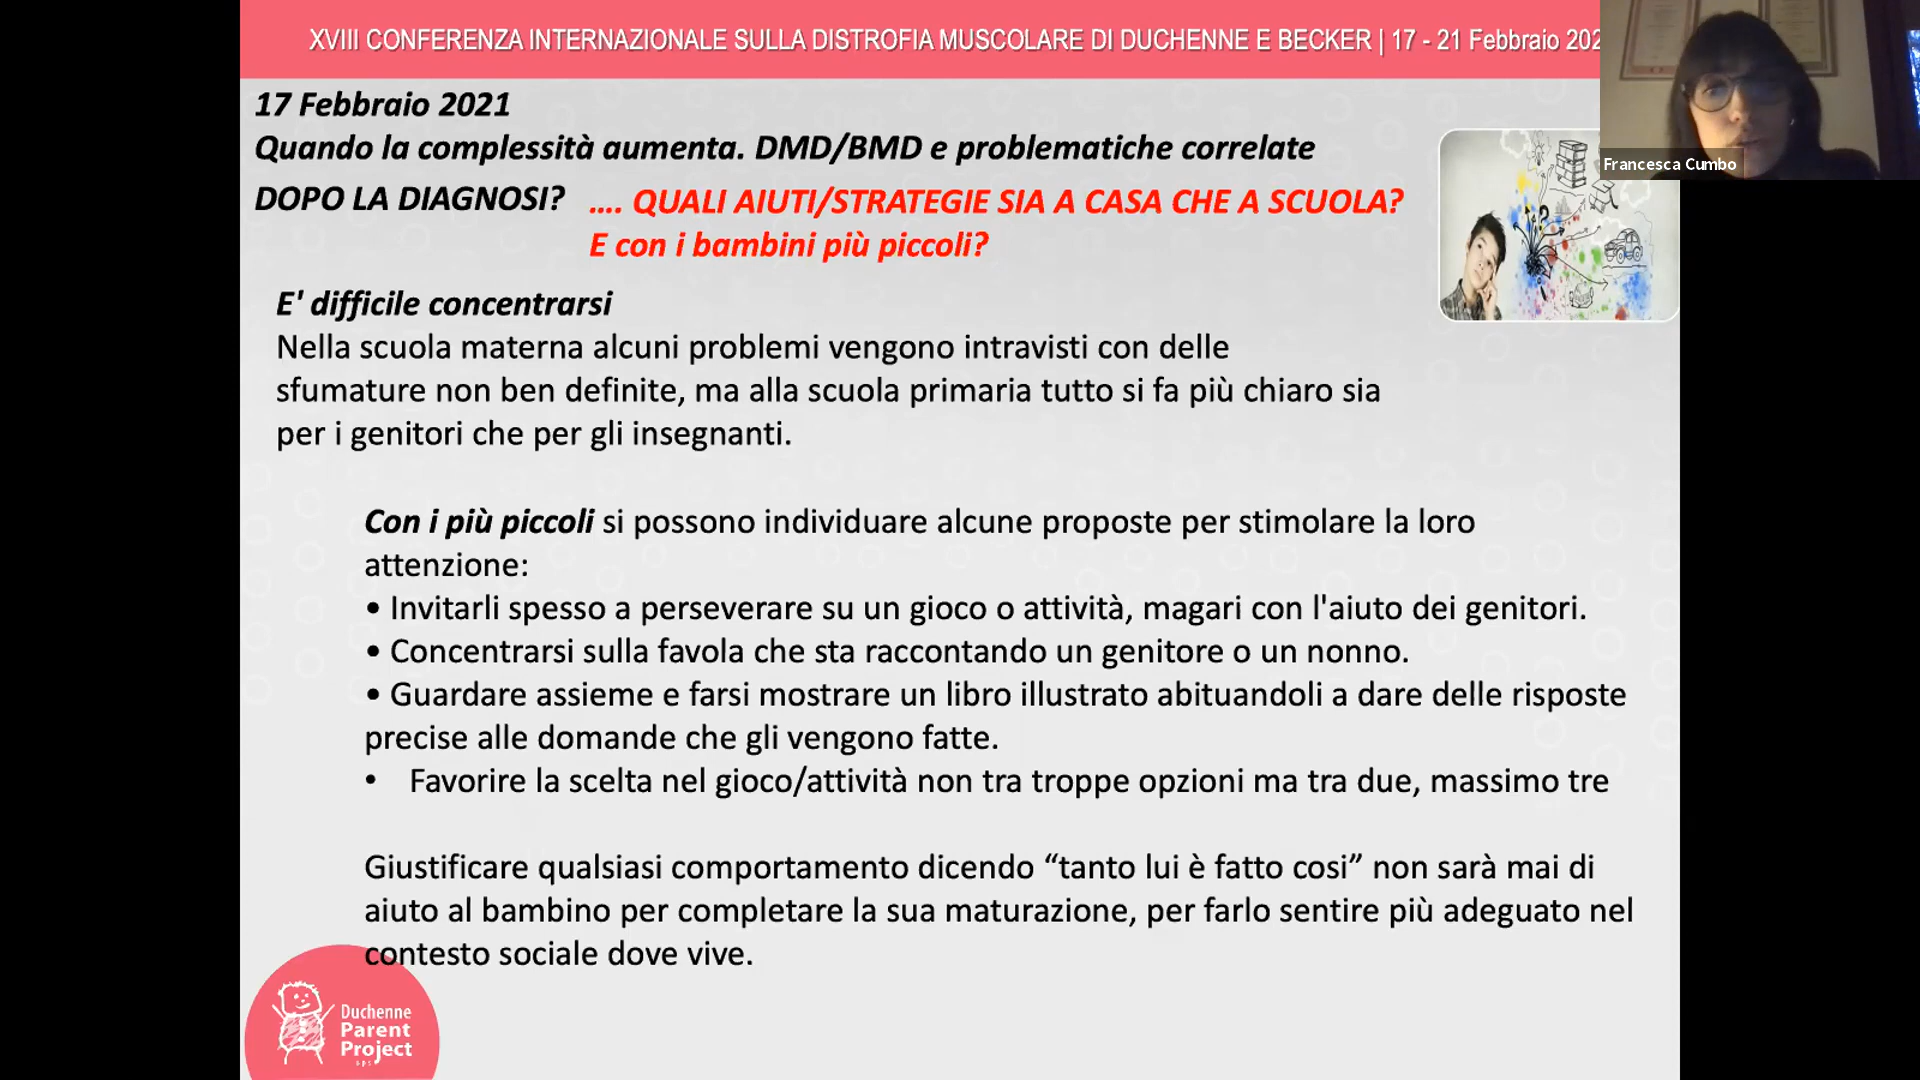 XVIII CONFERENZA INTERNAZIONALE SULLA DISTROFIA MUSCOLARE DI DUCHENNE E BECKER | 17 - 21 Febbraio 202
Francesca Cumbo
17 Febbraio 2021
Quando la complessità aumenta. DMD/BMD e problematiche correlate
DOPO LA DIAGNOSI? .... QUALI AIUTI/STRATEGIE SIA A CASA CHE A SCUOLA?
E con i bambini più piccoli?
E' difficile concentrarsi
Nella scuola materna alcuni problemi vengono intravisti con delle
sfumature non ben definite, ma alla scuola primaria tutto si fa più chiaro sia
per i genitori che per gli insegnanti.
Con i più piccoli si possono individuare alcune proposte per stimolare la loro
attenzione:
• Invitarli spesso a perseverare su un gioco o attività, magari con l'aiuto dei genitori.
• Concentrarsi sulla favola che sta raccontando un genitore o un nonno.
• Guardare assieme e farsi mostrare un libro illustrato abituandoli a dare delle risposte
precise alle domande che gli vengono fatte.
• Favorire la scelta nel gioco/attività non tra troppe opzioni ma tra due, massimo tre
Giustificare qualsiasi comportamento dicendo “tanto lui è fatto cosi” non sarà mai di
aiuto al bambino per completare la sua maturazione, per farlo sentire più adeguato nel
contesto sociale dove vive.
Duchenne
Parent
Project